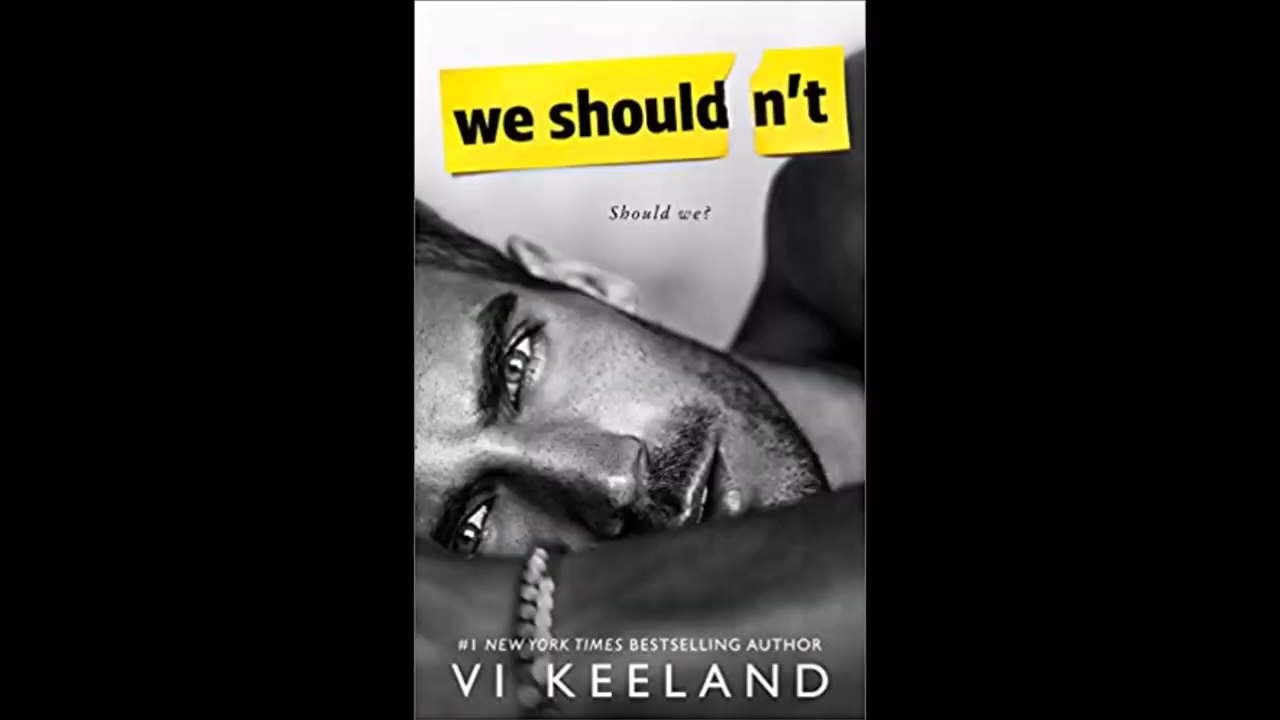 we shouldn't
Should we?
#1 NEW YORK TIMES BESTSELLING AUTHOR
VI KEELAND